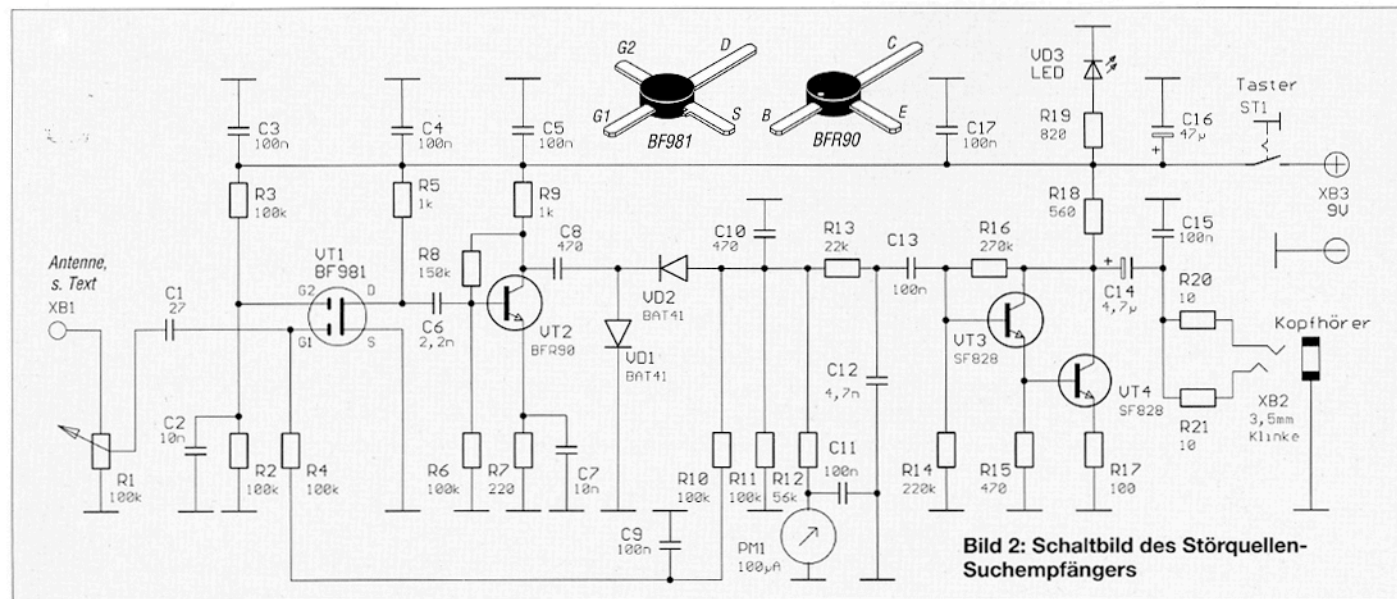 G2
D
G1
S
BF981
C
B
E
BFR90
VD3
LED
Taster
ST1
C3
100n
C4
100n
C5
100n
C17
100n
R19
820
C16
47µ
+
XB3
9V
R3
100k
R5
1k
R9
1k
R18
560
C15
100n
Antenne,
s. Text
XB1
VT1
BF981
G2
D
G1
S
R8
150k
C8
470
C10
470
R13
22k
C13
100n
R16
270k
+
C14
4,7µ
R20
10
C1
27
C6
2,2n
VT2
BFR90
VD2
BAT41
VD1
BAT41
VT3
SF828
VT4
SF828
Kopfhörer
XB2
3,5mm
Klinke
R21
10
C12
4,7n
C2
10n
R1
100k
R2
100k
R4
100k
R6
100k
R7
220
C7
10n
R10
100k
R11
100k
R12
56k
C11
100n
R14
220k
R15
470
R17
100
C9
100n
PM1
100µA
Bild 2: Schaltbild des Störquellen-
Suchempfängers